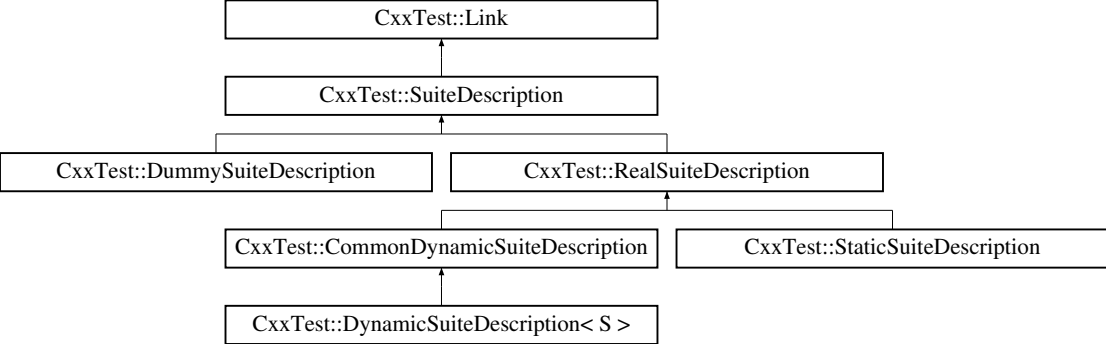 CxxTest::Link
CxxTest::SuiteDescription
CxxTest::DummySuiteDescription
CxxTest::RealSuiteDescription
CxxTest::CommonDynamicSuiteDescription
CxxTest::StaticSuiteDescription
CxxTest::DynamicSuiteDescription< S >